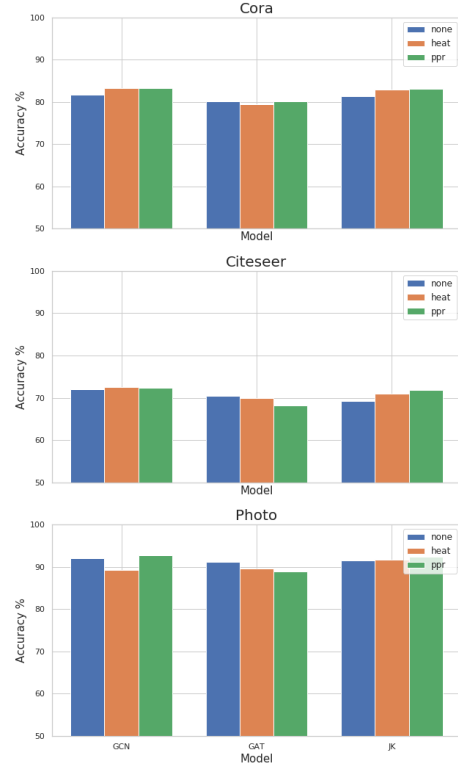 Cora
100
90
80
70
60
50
Accuracy %
none
heat
ppr
Model
Citeseer
100
90
80
70
60
50
Accuracy %
none
heat
ppr
Model
Photo
100
90
80
70
60
50
Accuracy %
none
heat
ppr
GCN GAT JK
Model